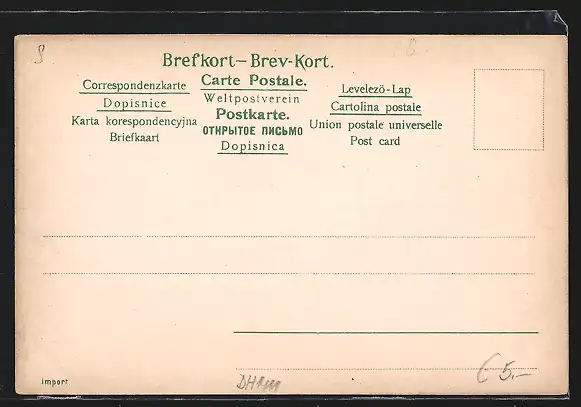 Brefkort—Brev-Kort.
Correspondenzkarte
Dopisnice
Karta korespondencyjna
Briefkaart
Carte Postale.
Weltpostverein
Postkarte.
ОТКРЫТОЕ ПИСЬМО
Dopisnica
Levelező-Lap
Cartolina postale
Union postale universelle
Post card
Import
5.—